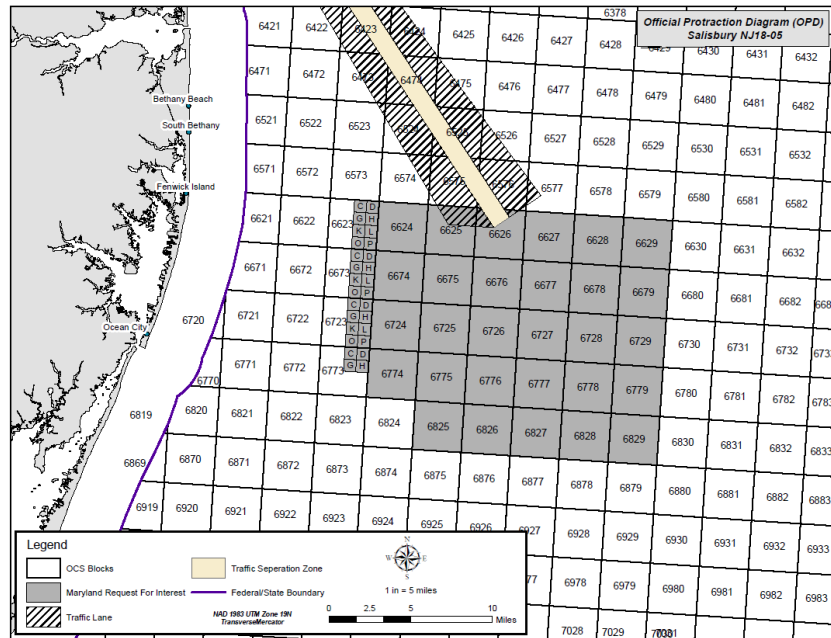 6378
Official Protraction Diagram (OPD)
Salisbury NJ18-05
6421 6422 6423 6424 6425 6426 6427 6428 6429 6430 6431 6432
6471 6472 6473 6474 6475 6476 6477 6478 6479 6480 6481 6482
Bethany Beach
South Bethany
6521 6522 6523 6524 6525 6526 6527 6528 6529 6530 6531 6532
6571 6572 6573 6574 6575 6576 6577 6578 6579 6580 6581 6582
Fenwick Island
C D
G H
K L
O P
C D
G H
K L
O P
C D
G H
K L
O P
C D
G H
6621 6622 6623 6624 6625 6626 6627 6628 6629 6630 6631 6632
6671 6672 6673 6674 6675 6676 6677 6678 6679 6680 6681 6682
Ocean City
6720 6721 6722 6723 6724 6725 6726 6727 6728 6729 6730 6731 6732
6770 6771 6772 6773 6774 6775 6776 6777 6778 6779 6780 6781 6782
6819 6820 6821 6822 6823 6824 6825 6826 6827 6828 6829 6830 6831 6832 6833
6869 6870 6871 6872 6873 6874 6875 6876 6877 6878 6879 6880 6881 6882 6883
6919 6920 6921 6922 6923 6924 6925 6926 6927 6928 6929 6930 6931 6932 6933
6978 6979 6980 6981 6982 6983
7028 7029
Legend
OCS Blocks
Maryland Request For Interest
Traffic Lane
Traffic Seperation Zone
Federal/State Boundary
NAD 1983 UTM Zone 19N
TransverseMercator
N
W E
S
1 in = 5 miles
0 2.5 5 10
Miles